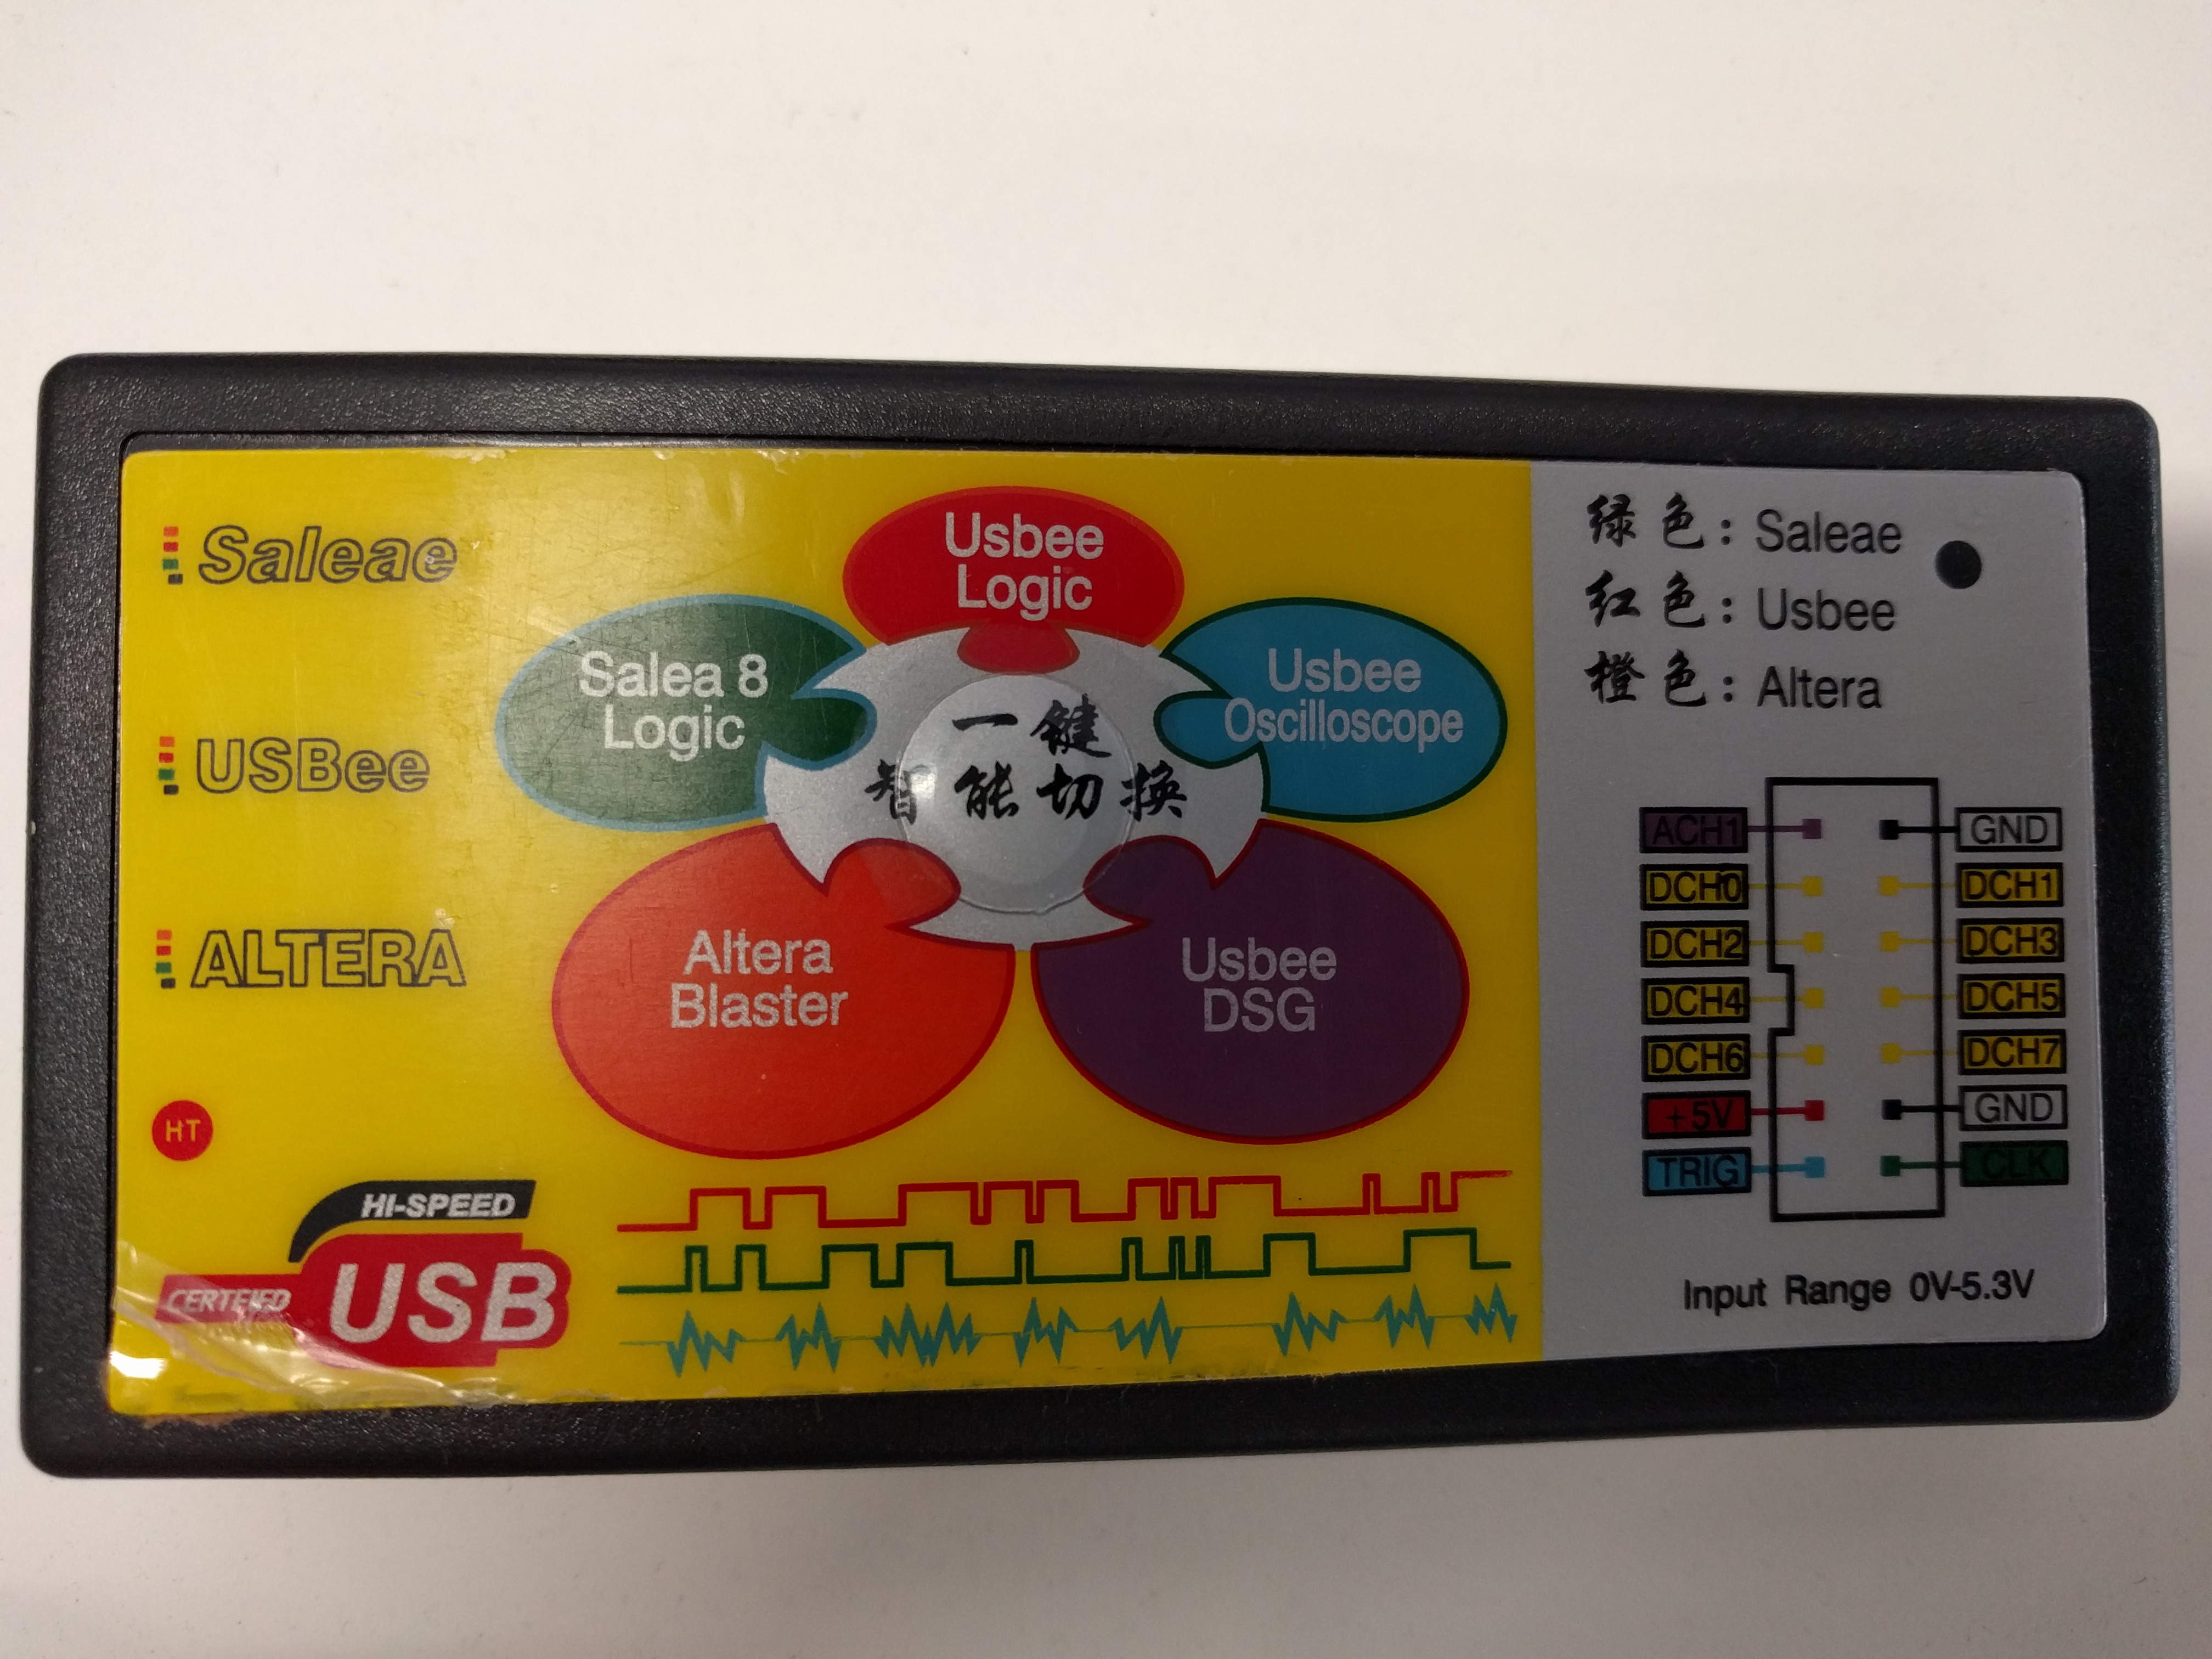 Saleae
USBee
ALTERA
HT
HI-SPEED
CERTIFIED
USB
Usbee
Logic
Salea 8
Logic
Usbee
Oscilloscope
一键
智能切换
Altera
Blaster
Usbee
DSG
绿色: Saleae
红色: Usbee
橙色: Altera
ACH1 GND
DCH0 DCH1
DCH2 DCH3
DCH4 DCH5
DCH6 DCH7
+5V GND
TRIG CLK
Input Range 0V-5.3V